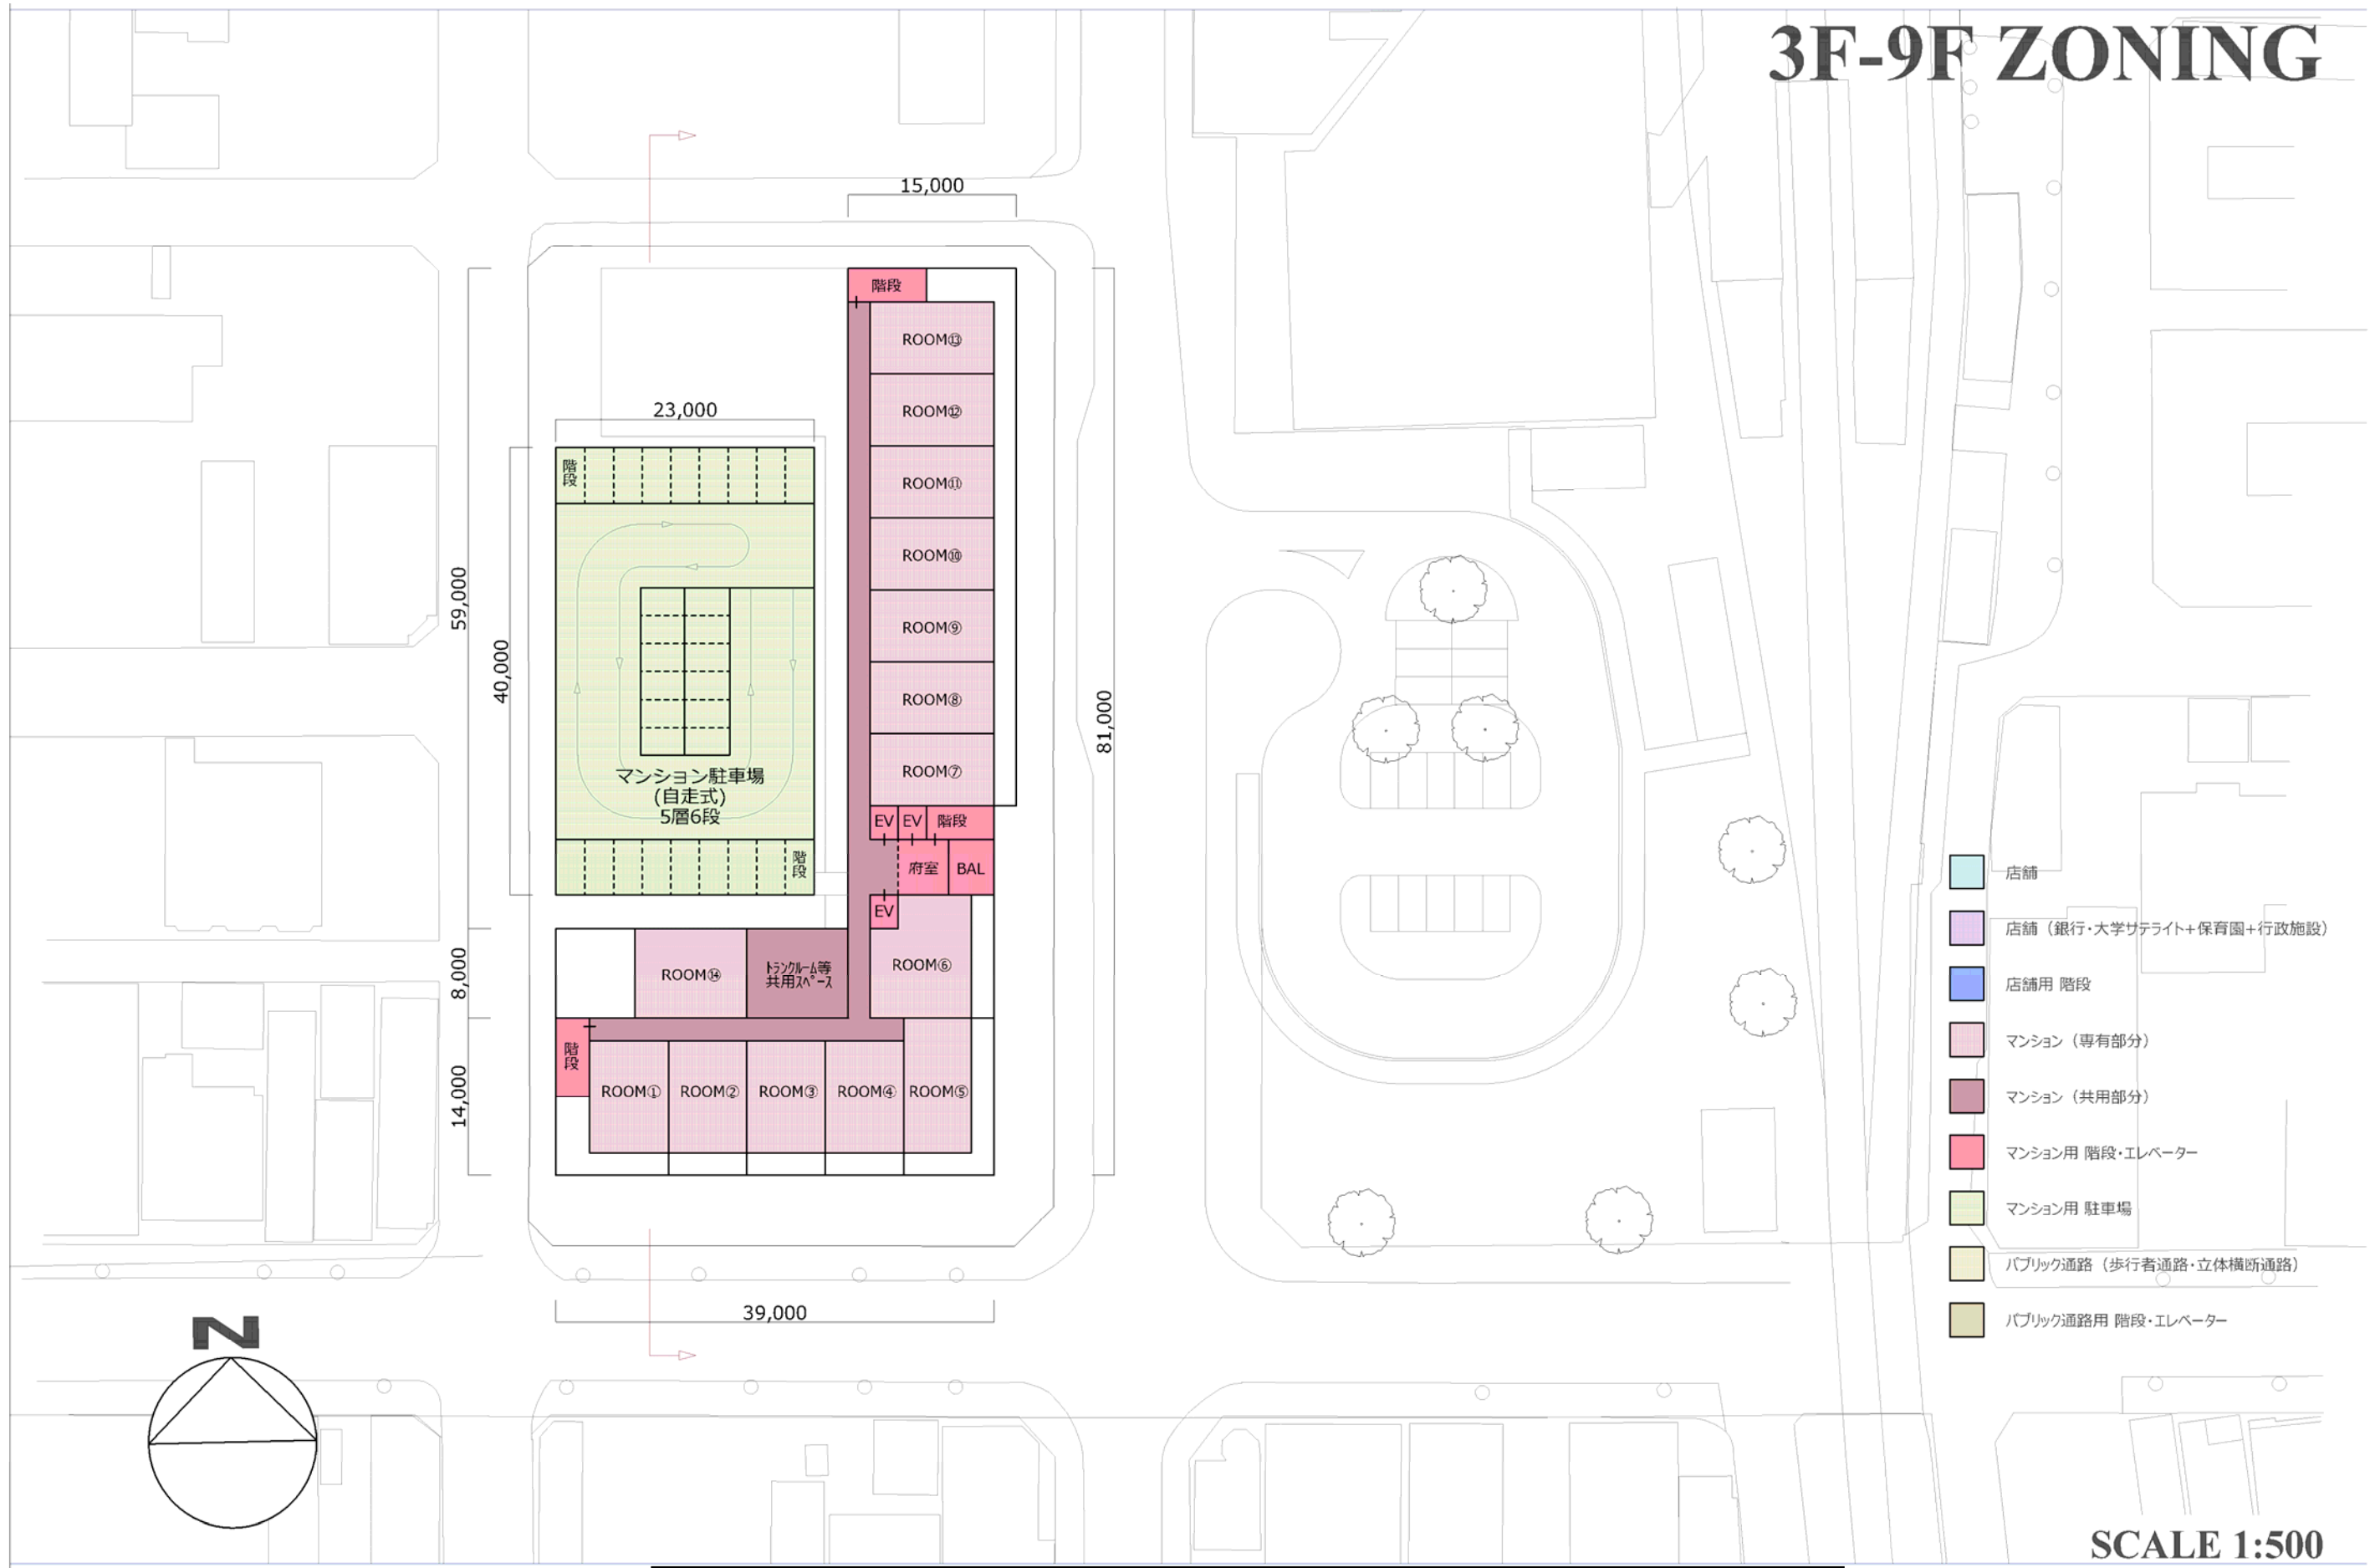 3F-9F ZONING
15,000
階段
ROOM⑬
23,000
ROOM⑫
階段
ROOM⑪
ROOM⑩
59,000
ROOM⑨
40,000
ROOM⑧
81,000
ROOM⑦
マンション駐車場
(自走式)
5層6段
EV
EV
階段
階段
府室
BAL
EV
店舗
店舗（銀行・大学サテライト+保育園+行政施設）
店舗用 階段
マンション（専有部分）
マンション（共用部分）
マンション用 階段・エレベーター
マンション用 駐車場
パブリック通路（歩行者通路・立体横断通路）
パブリック通路用 階段・エレベーター
8,000
ROOM⑭
トランクルーム等
共用スペース
ROOM⑥
階段
14,000
ROOM①
ROOM②
ROOM③
ROOM④
ROOM⑤
39,000
N
SCALE 1:500